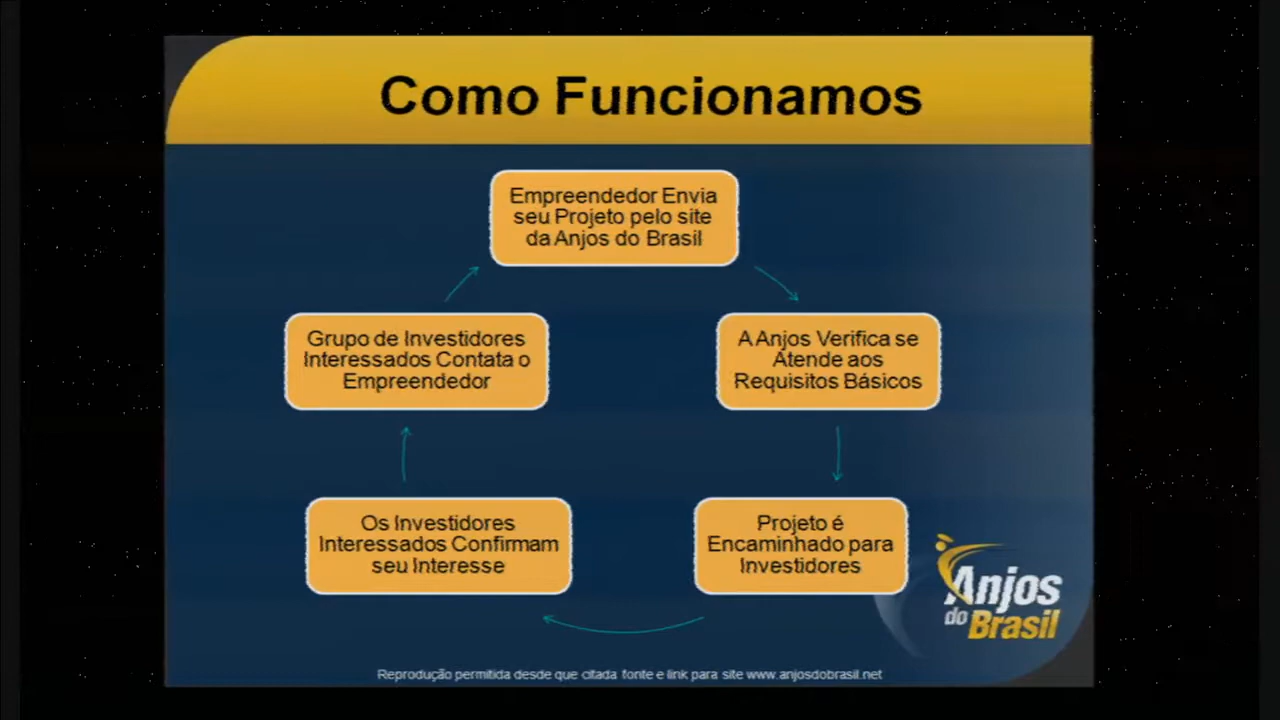 Como Funcionamos
Empreendedor Envia
seu Projeto pelo site
da Anjos do Brasil
Grupo de Investidores
Interessados Contata o
Empreendedor
A Anjos Verifica se
Atende aos
Requisitos Básicos
Os Investidores
Interessados Confirmam
seu Interesse
Projeto é
Encaminhado para
Investidores
Anjos
do Brasil
Reprodução permitida desde que citada fonte e link para site www.anjosdobrasil.net